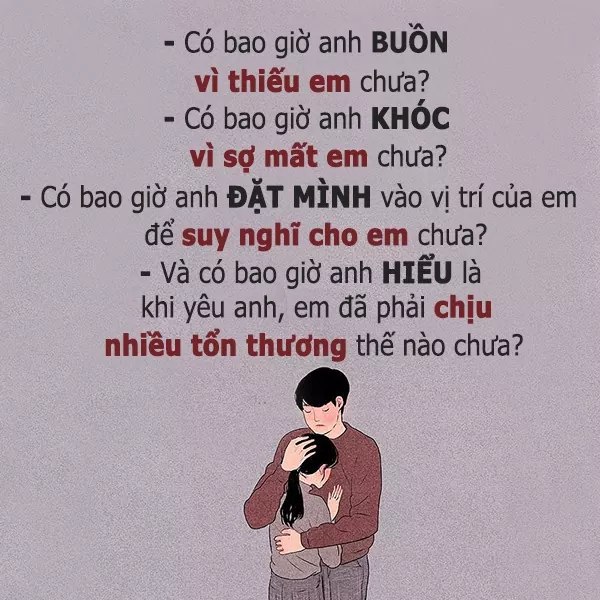 - Có bao giờ anh BUỒN
vì thiếu em chưa?
- Có bao giờ anh KHÓC
vì sợ mất em chưa?
- Có bao giờ anh ĐẶT MÌNH vào vị trí của em
để suy nghĩ cho em chưa?
- Và có bao giờ anh HIỂU là
khi yêu anh, em đã phải chịu
nhiều tổn thương thế nào chưa?